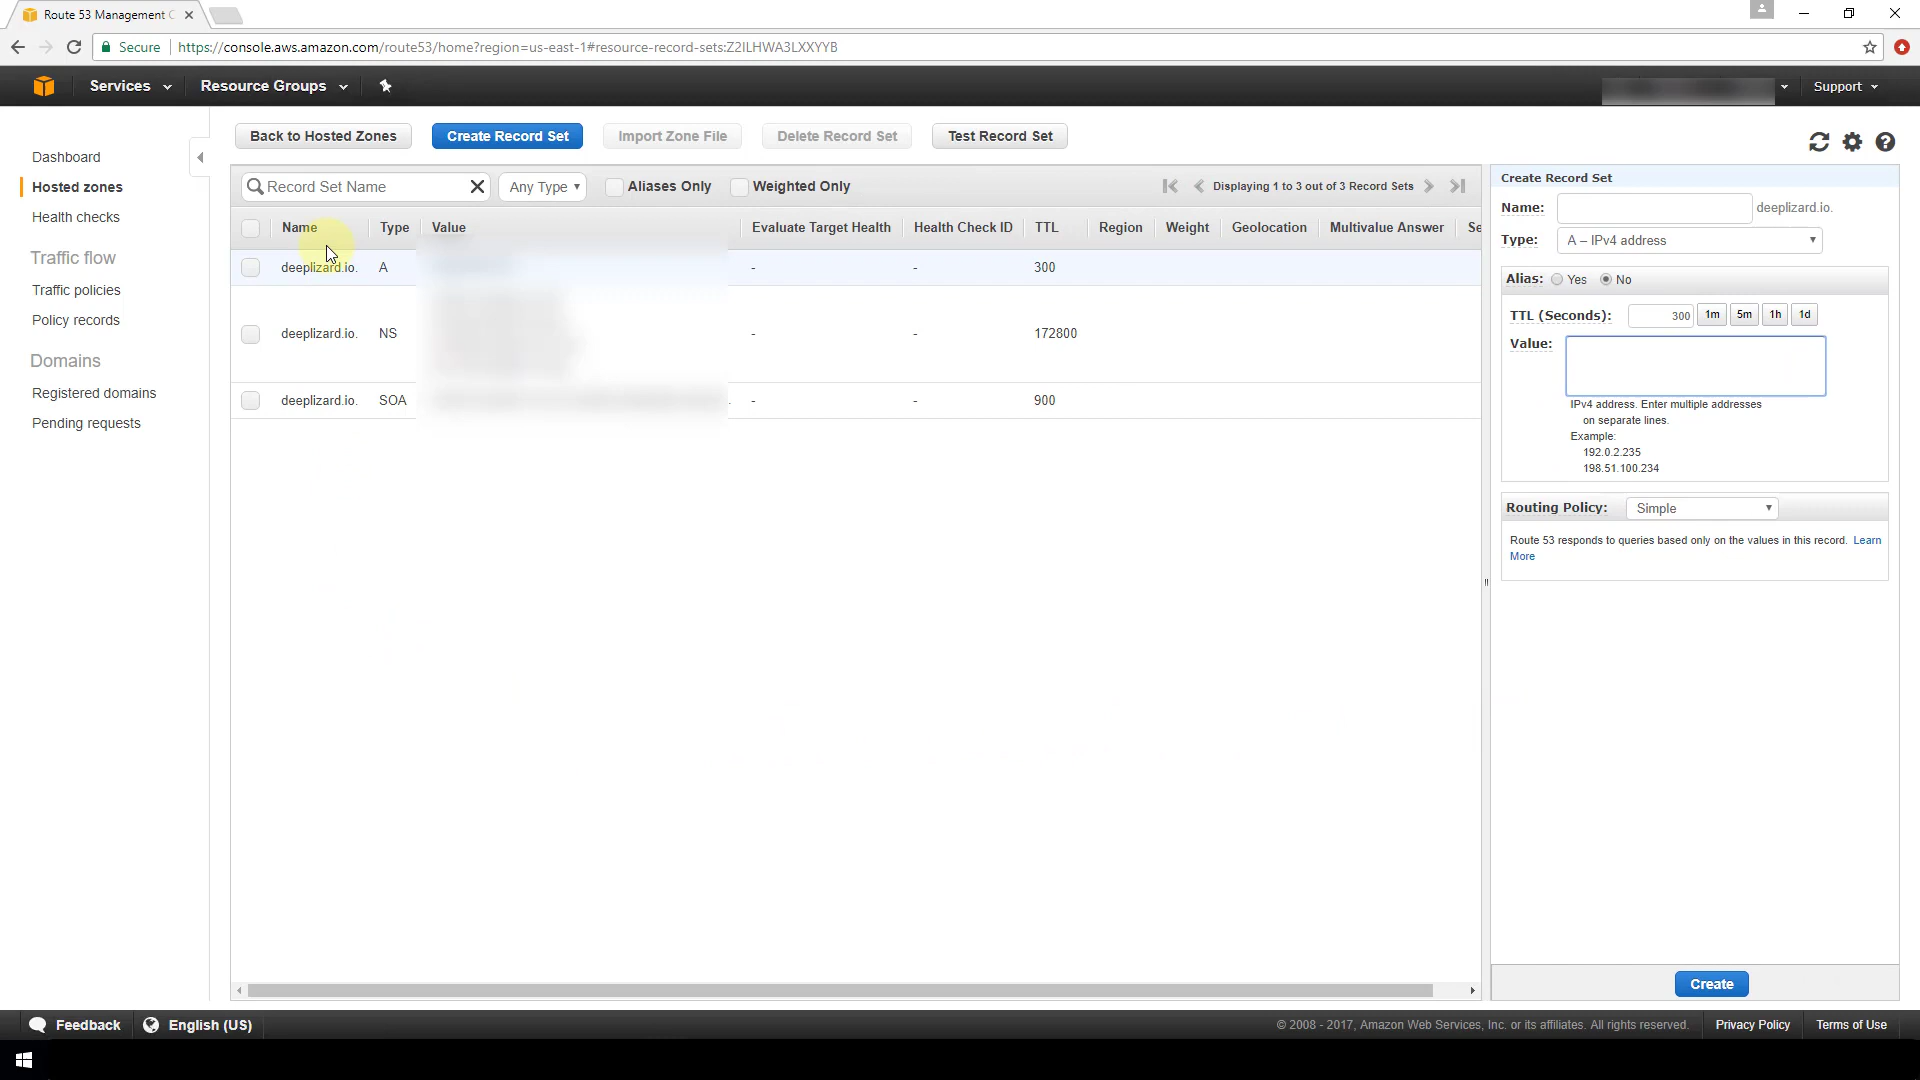 Route 53 Management C
Secure
https://console.aws.amazon.com/route53/home?region=us-east-1#resource-record-sets:Z2ILHWA3LXXYYB
Services
Resource Groups
Support
Dashboard
Hosted zones
Health checks
Traffic flow
Traffic policies
Policy records
Domains
Registered domains
Pending requests
Back to Hosted Zones
Create Record Set
Import Zone File
Delete Record Set
Test Record Set
Record Set Name
Any Type
Aliases Only
Weighted Only
Displaying 1 to 3 out of 3 Record Sets
Name Type Value Evaluate Target Health Health Check ID TTL Region Weight Geolocation Multivalue Answer Se
deeplizard.io. A - - 300
deeplizard.io. NS - - 172800
deeplizard.io. SOA - - 900
Create Record Set
Name: deeplizard.io.
Type: A – IPv4 address
Alias: Yes No
TTL (Seconds): 300 1m 5m 1h 1d
Value:
IPv4 address. Enter multiple addresses
on separate lines.
Example:
192.0.2.235
198.51.100.234
Routing Policy: Simple
Route 53 responds to queries based only on the values in this record. Learn
More
Create
Feedback
English (US)
© 2008 - 2017, Amazon Web Services, Inc. or its affiliates. All rights reserved.
Privacy Policy
Terms of Use